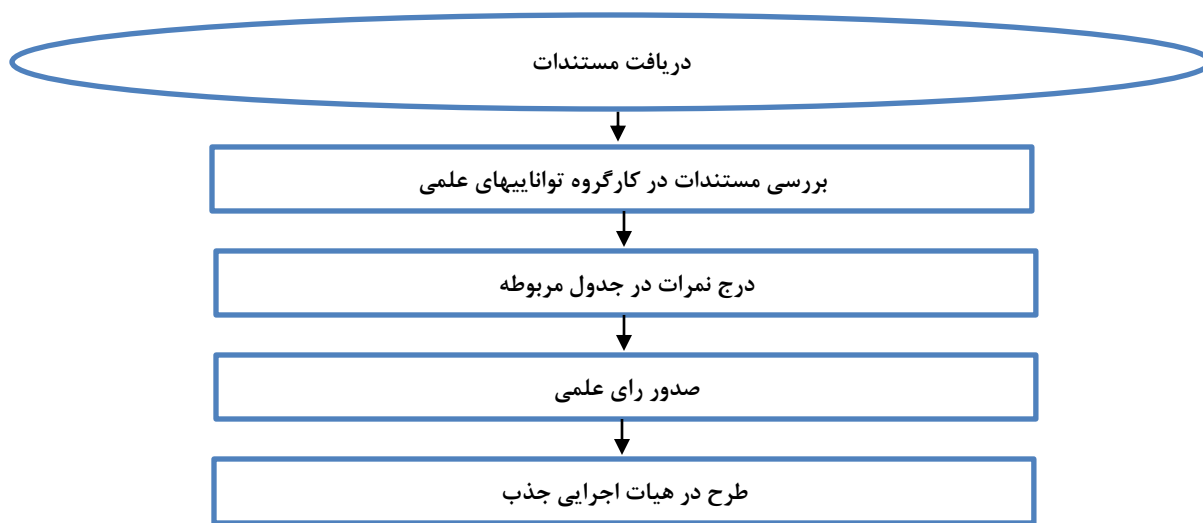 دریافت مستندات
بررسی مستندات در کارگروه تواناییهای علمی
درج نمرات در جدول مربوطه
صدور رای علمی
طرح در هیات اجرایی جذب